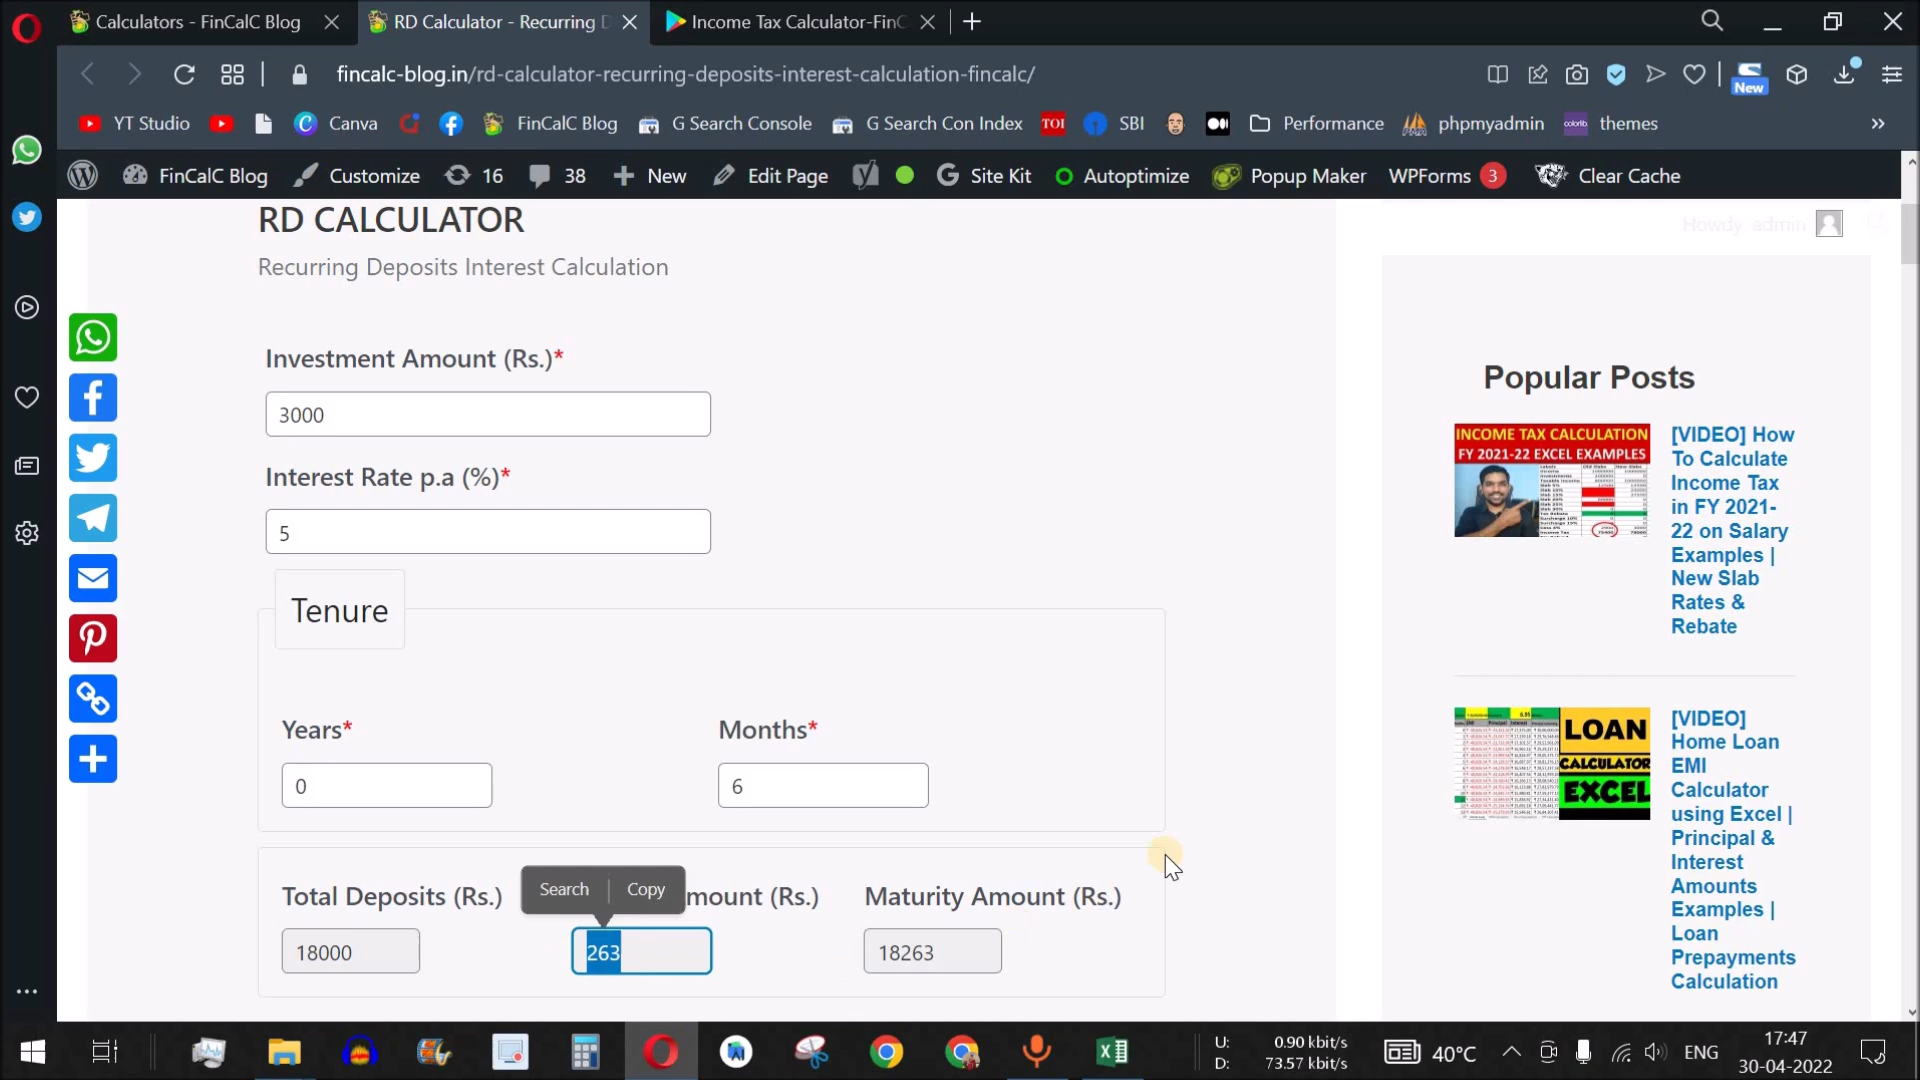 Calculators - FinCalC Blog
RD Calculator - Recurring D
Income Tax Calculator-FinC
fincalc-blog.in/rd-calculator-recurring-deposits-interest-calculation-fincalc/
New
YT Studio
Canva
FinCalC Blog
G Search Console
G Search Con Index
TOI
SBI
Performance
phpmyadmin
themes
FinCalC Blog
Customize
16
38
New
Edit Page
Site Kit
Autoptimize
Popup Maker
WPForms 3
Clear Cache
Howdy, admin
RD CALCULATOR
Recurring Deposits Interest Calculation
Investment Amount (Rs.)*
3000
Interest Rate p.a (%)*
5
Tenure
Years*
Months*
0
6
Total Deposits (Rs.)
Search
Copy
mount (Rs.)
Maturity Amount (Rs.)
18000
263
18263
Popular Posts
INCOME TAX CALCULATION
FY 2021-22 EXCEL EXAMPLES
[VIDEO] How
To Calculate
Income Tax
in FY 2021-
22 on Salary
Examples |
New Slab
Rates &
Rebate
LOAN
CALCULATOR
EXCEL
[VIDEO]
Home Loan
EMI
Calculator
using Excel |
Principal &
Interest
Amounts
Examples |
Loan
Prepayments
Calculation
U: 0.90 kbit/s
D: 73.57 kbit/s
40°C
ENG
17:47
30-04-2022